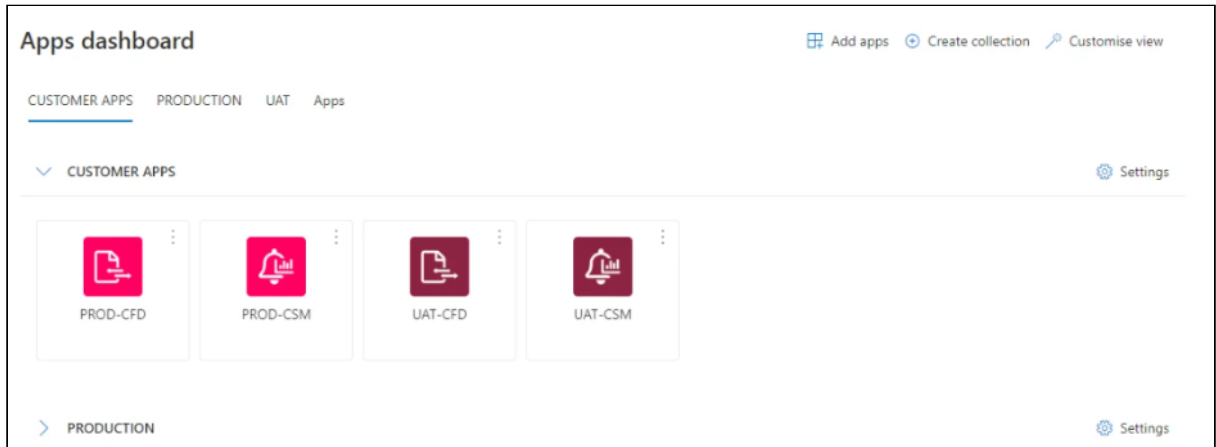 Apps dashboard
Add apps Create collection Customise view
CUSTOMER APPS PRODUCTION UAT Apps
CUSTOMER APPS Settings
PROD-CFD PROD-CSM UAT-CFD UAT-CSM
PRODUCTION Settings